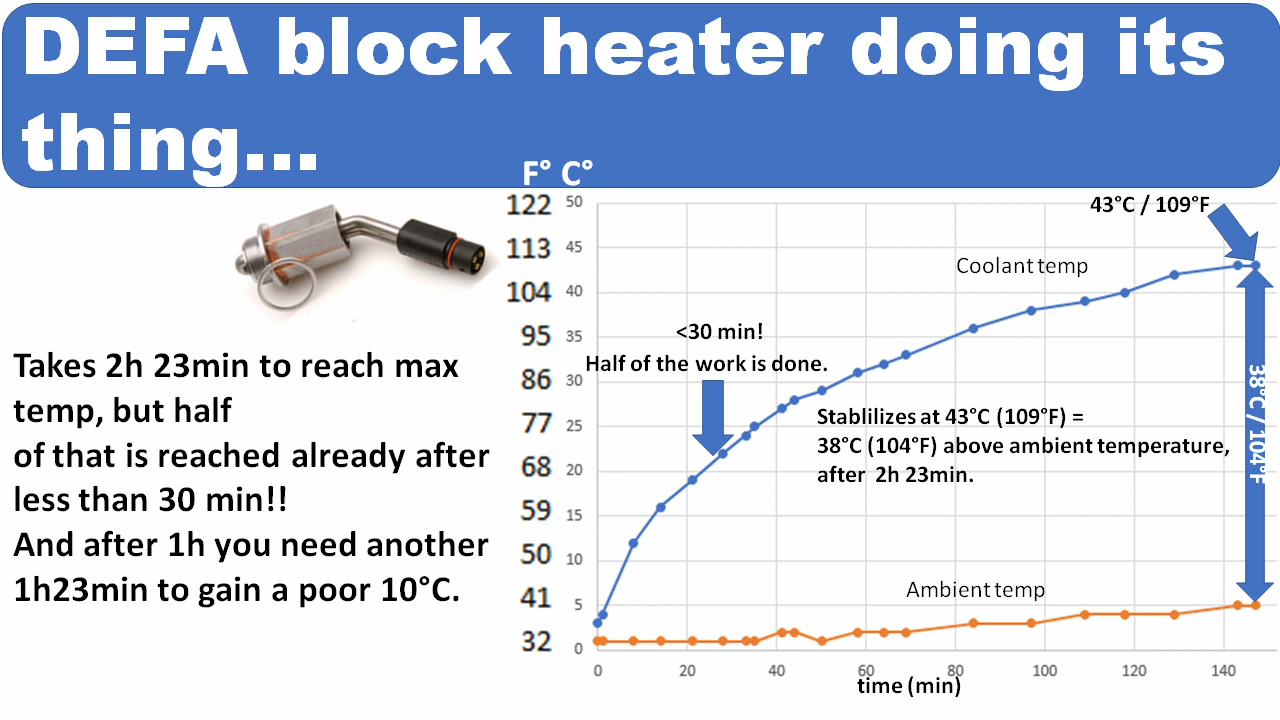 DEFA block heater doing its
thing...
F° C°
122 50
113 45
104 40
95 35
86 30
77 25
68 20
59 15
50 10
41 5
32 0
43°C / 109°F
Coolant temp
<30 min!
Half of the work is done.
Stablilizes at 43°C (109°F) =
38°C (104°F) above ambient temperature,
after 2h 23min.
38°C / 104°F
Ambient temp
0 20 40 60 80 100 120 140
time (min)
Takes 2h 23min to reach max
temp, but half
of that is reached already after
less than 30 min!!
And after 1h you need another
1h23min to gain a poor 10°C.